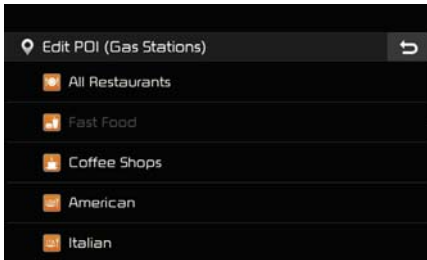 Edit POI (Gas Stations)
All Restaurants
Fast Food
Coffee Shops
American
Italian